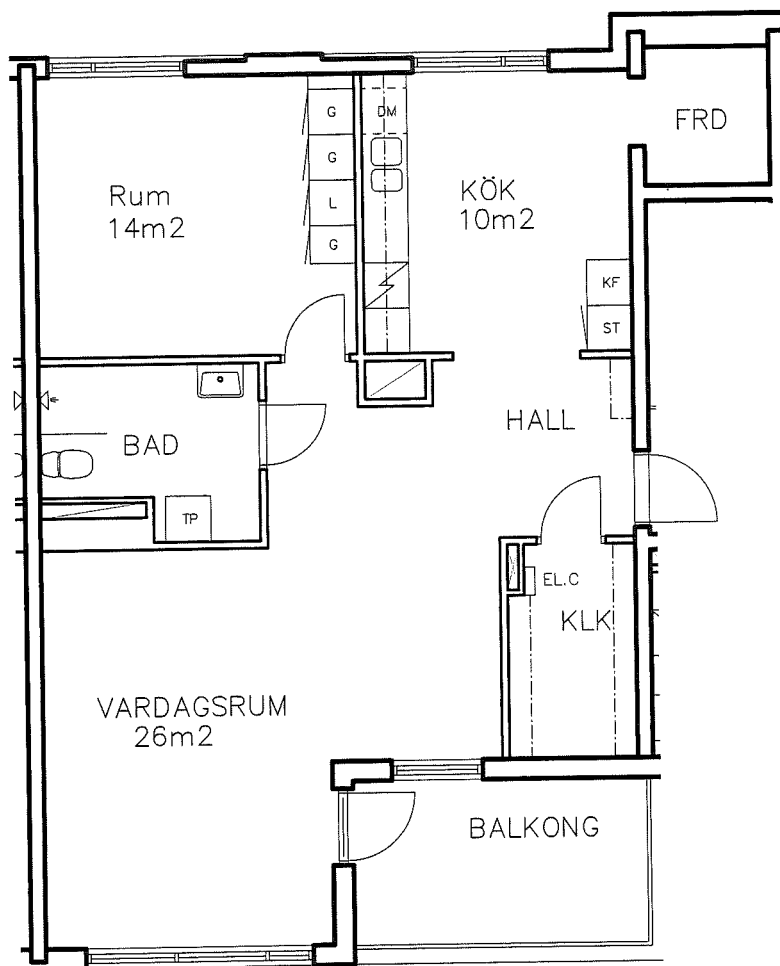 G
DM
FRD
G
Rum
14m2
KÖK
10m2
L
G
KF
ST
HALL
BAD
TP
EL.C
KLK
VARDAGSRUM
26m2
BALKONG